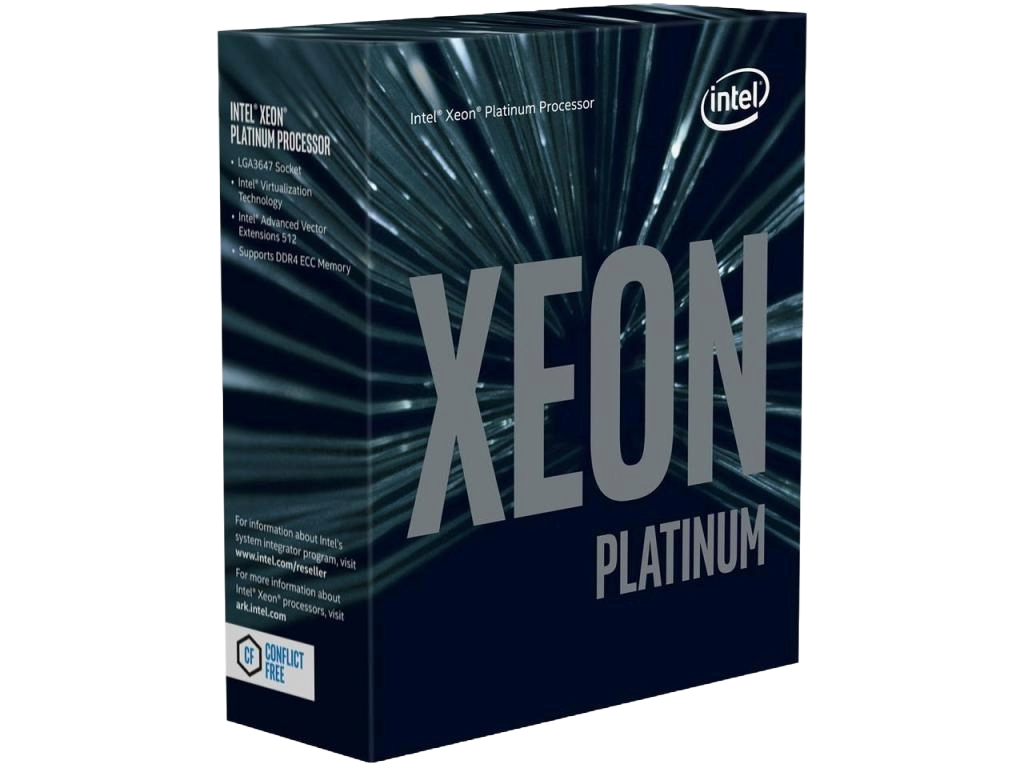 INTEL® XEON®
PLATINUM PROCESSOR
• LGA3647 Socket
• Intel® Virtualization
Technology
• Intel® Advanced Vector
Extensions 512
• Supports DDR4 ECC Memory
For information about Intel's
system integrator program, visit
www.intel.com/reseller
For more information about
Intel® Xeon® processors, visit
ark.intel.com
CF
CONFLICT
FREE
Intel® Xeon® Platinum Processor
intel®
XEON
PLATINUM